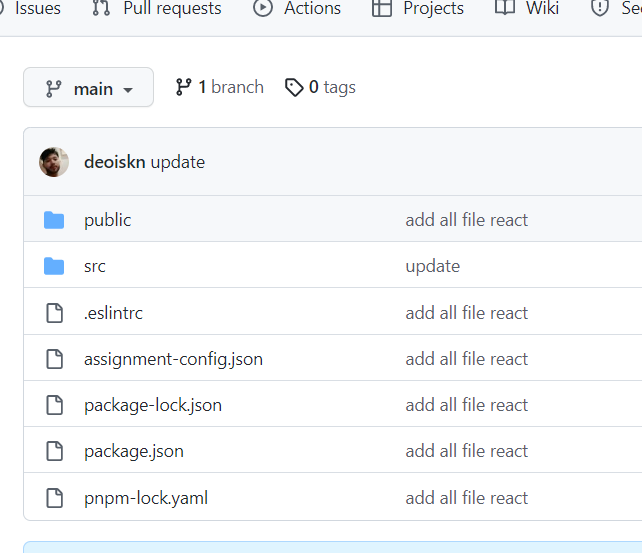 Issues Pull requests Actions Projects Wiki
main 1 branch 0 tags
deoiskn update
public add all file react
src update
.eslintrc add all file react
assignment-config.json add all file react
package-lock.json add all file react
package.json add all file react
pnpm-lock.yaml add all file react